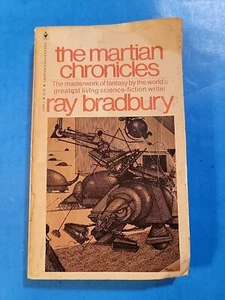 the martian
chronicles
The masterwork of fantasy by the world's
greatest living science-fiction writer
ray bradbury